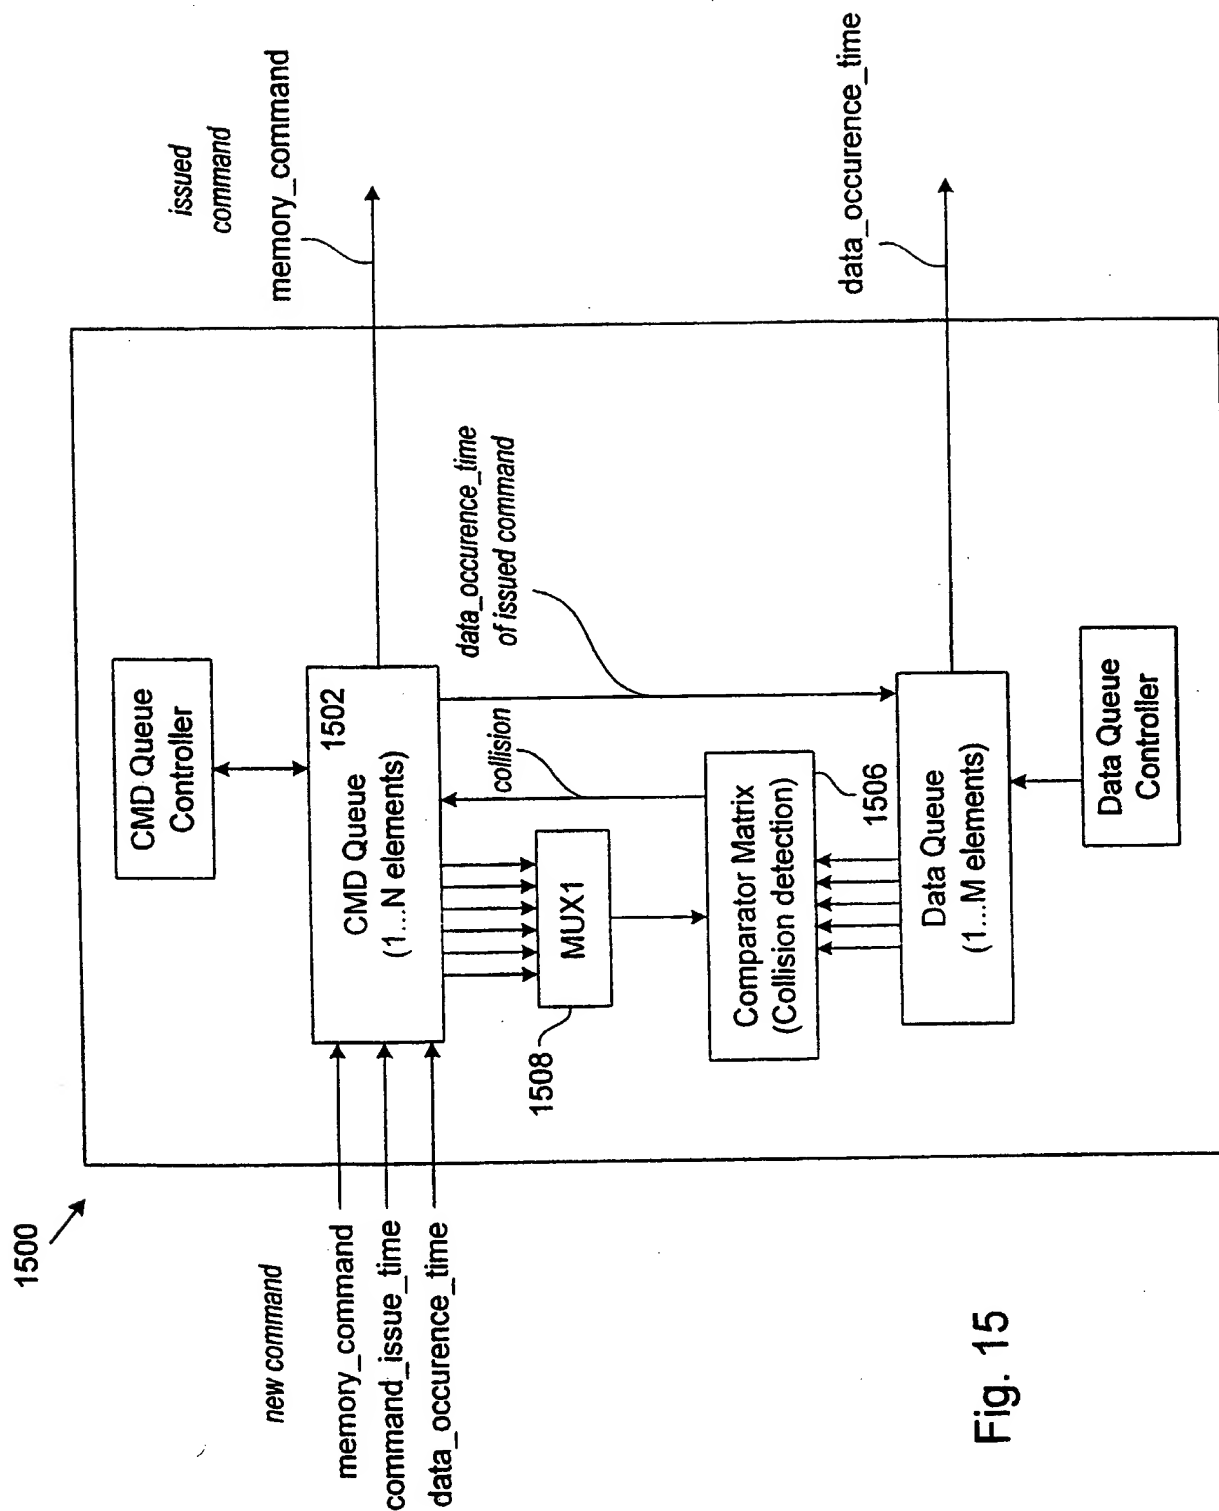 1500
new command
memory_command
command_issue_time
data_occurence_time
CMD Queue
Controller
1502
CMD Queue
(1...N elements)
issued
command
memory_command
1508
MUX1
collision
data_occurence_time
of issued command
Comparator Matrix
(Collision detection)
1506
Data Queue
(1...M elements)
data_occurence_time
Data Queue
Controller
Fig. 15